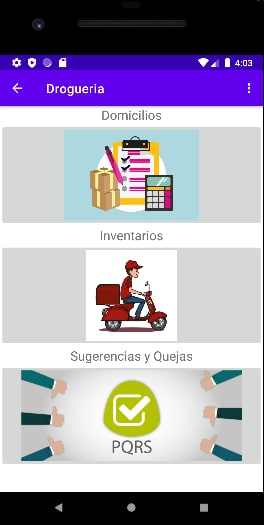 4:03
Drogueria
Domicilios
Inventarios
Sugerencias y Quejas
PQRS